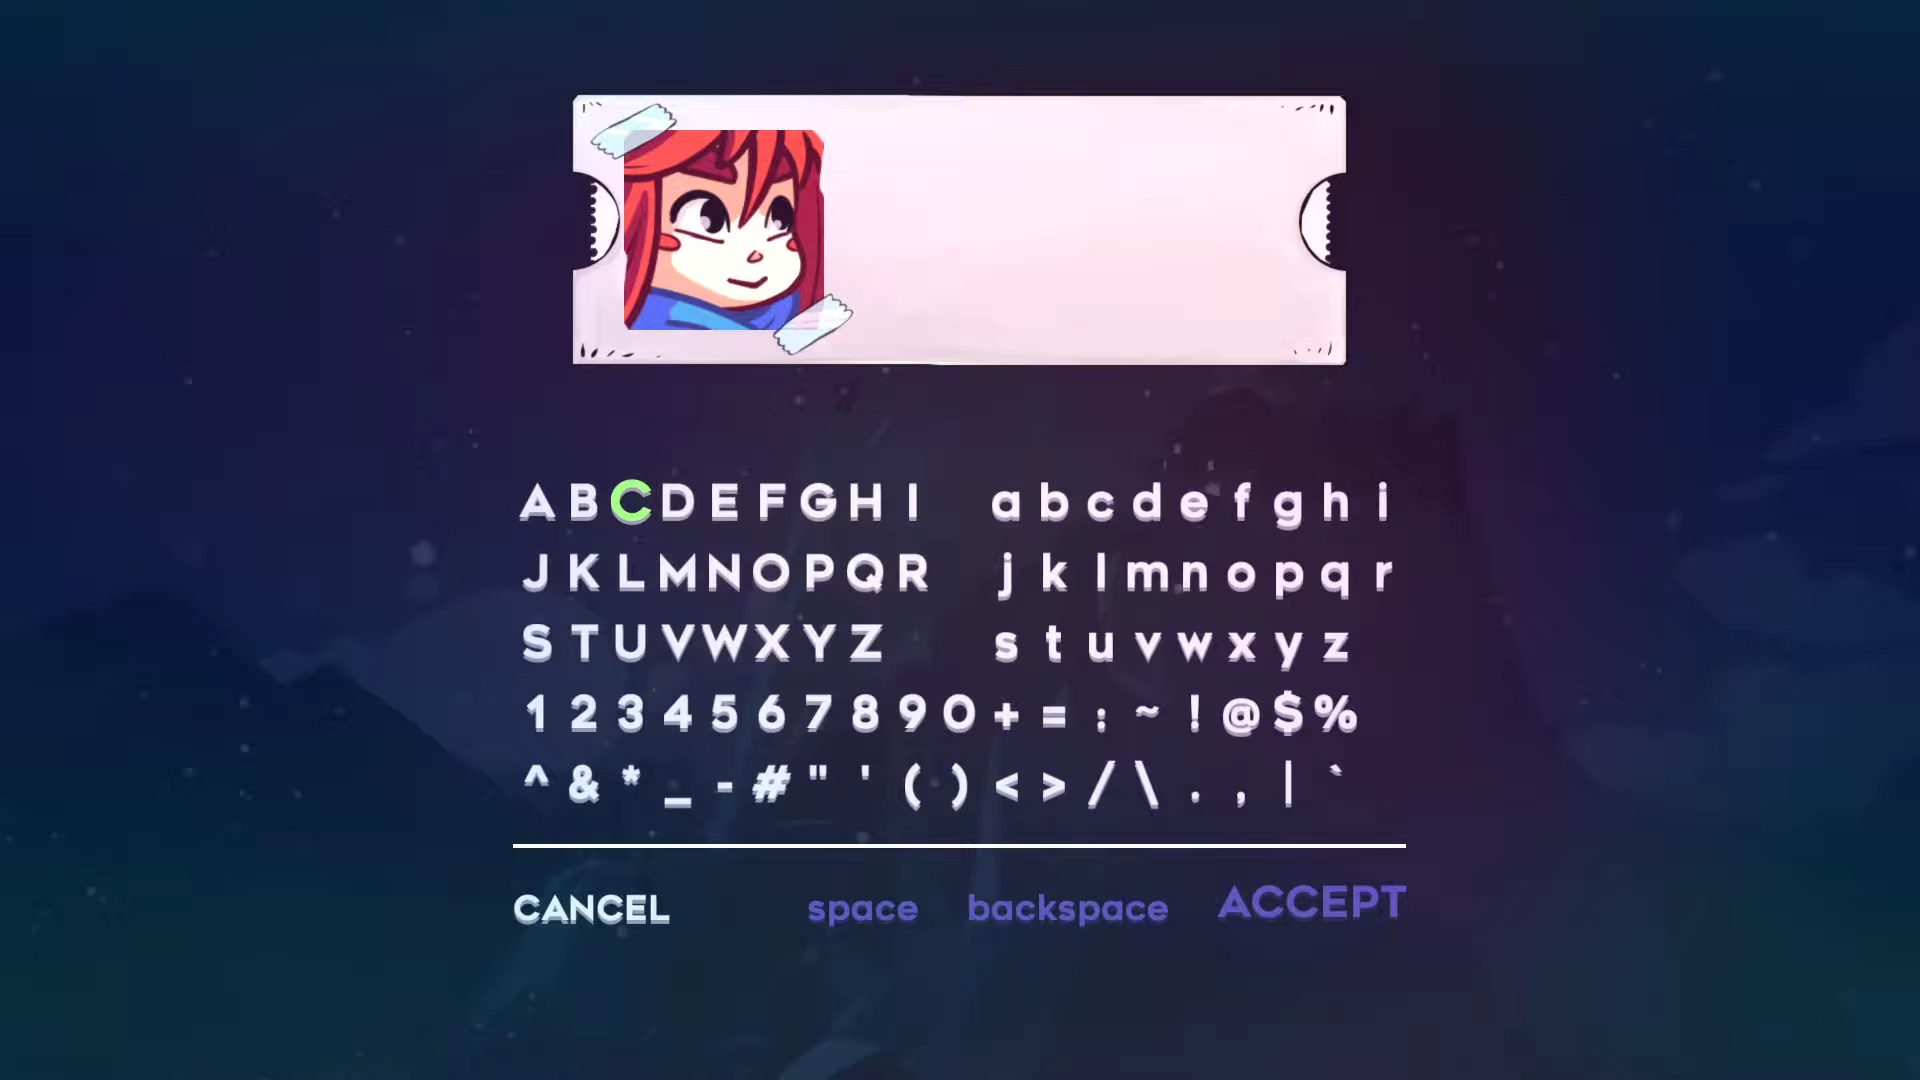 A B C D E F G H I a b c d e f g h i
J K L M N O P Q R j k l m n o p q r
S T U V W X Y Z s t u v w x y z
1 2 3 4 5 6 7 8 9 0 + = : ~ ! @ $ %
^ & * _ - # " ' ( ) < > / \ . , | `
CANCEL space backspace ACCEPT